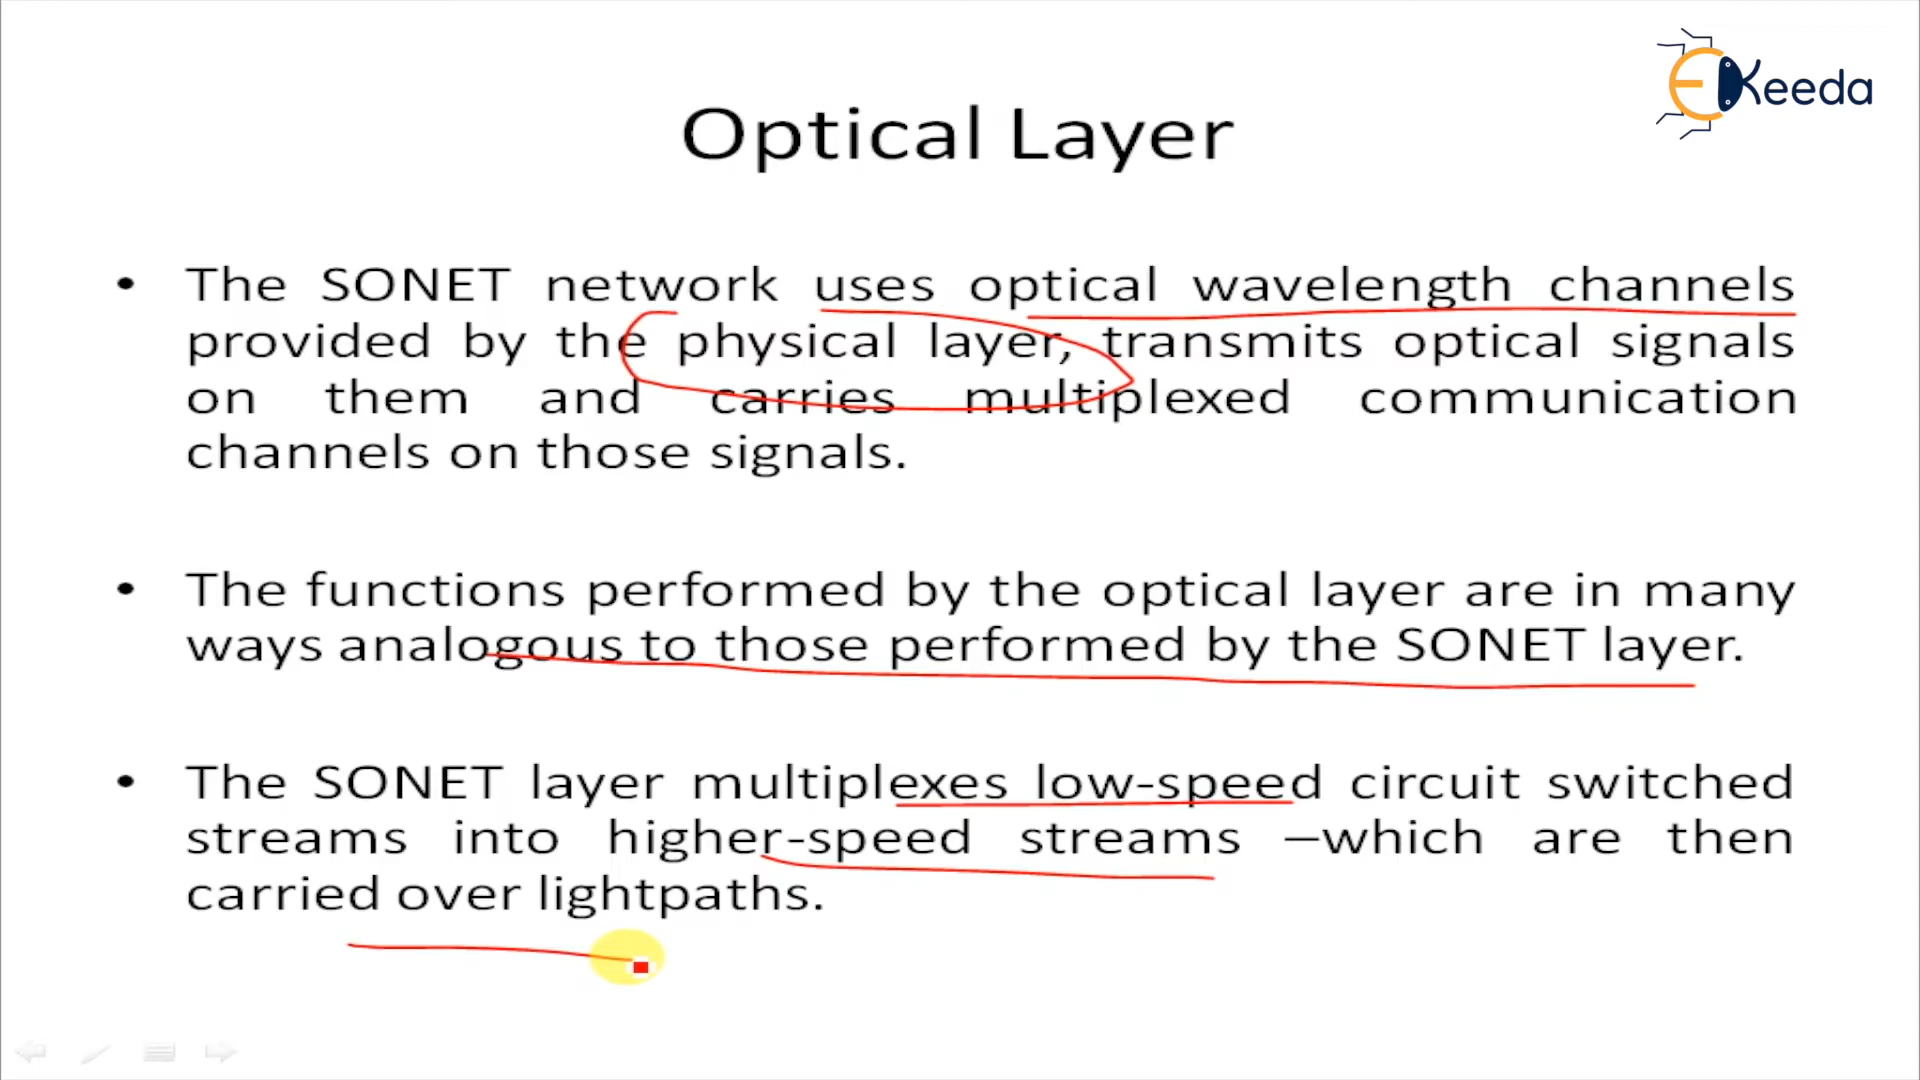 EKeeda
Optical Layer
• The SONET network uses optical wavelength channels
provided by the physical layer, transmits optical signals
on them and carries multiplexed communication
channels on those signals.
• The functions performed by the optical layer are in many
ways analogous to those performed by the SONET layer.
• The SONET layer multiplexes low-speed circuit switched
streams into higher-speed streams –which are then
carried over lightpaths.